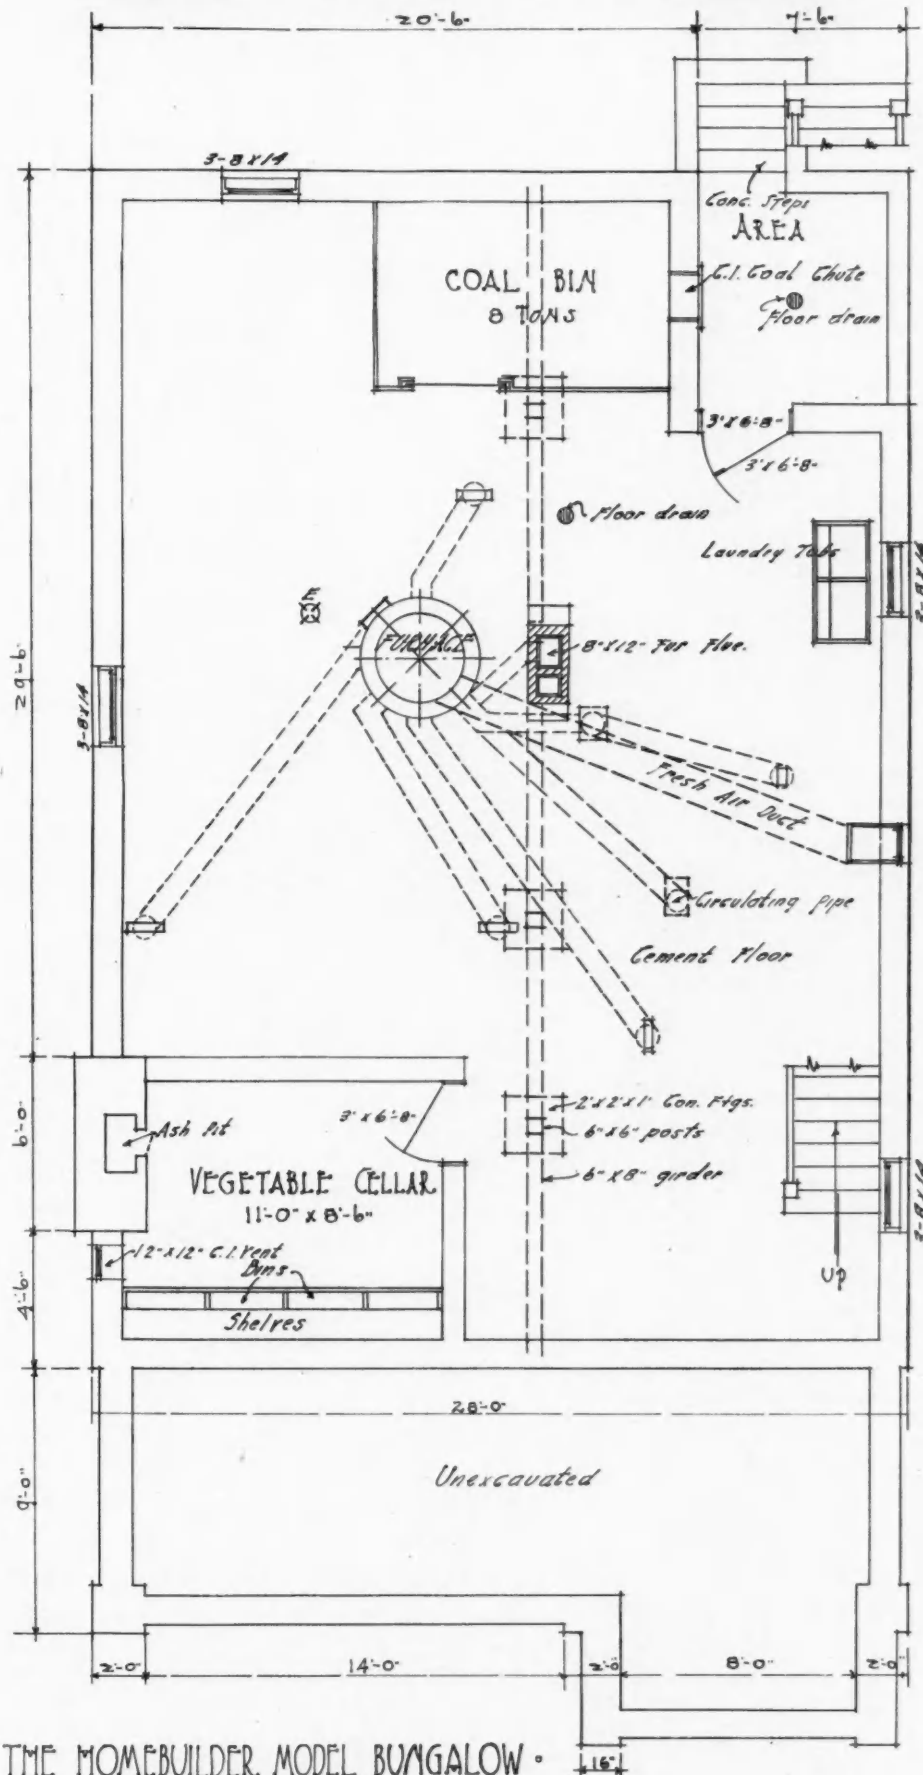 20'-6"
7'-6"
3-8X14
Conc. Steps
AREA
COAL BIN
8 TONS
C.I. Coal Chute
Floor drain
3'X6'-8"
3'X6'-8"
Floor drain
Laundry Tubs
3-8X14
FURNACE
8"X12" Fur Flue.
29'-6"
3-8X14
Fresh Air Duct
Circulating pipe
Cement Floor
2'X2'X1' Con. Ftgs.
6"X6" posts
6"X8" girder
3'X6'-8"
Ash Pit
6'-0"
VEGETABLE CELLAR
11'-0" X 8'-6"
3-8X14
12"X12" C.I. Vent
Bins
UP
4'-6"
Shelves
28'-0"
9'-0"
Unexcavated
2'-0"
14'-0"
2'-0"
8'-0"
2'-0"
THE HOMEBUILDER MODEL BUNGALOW
16"